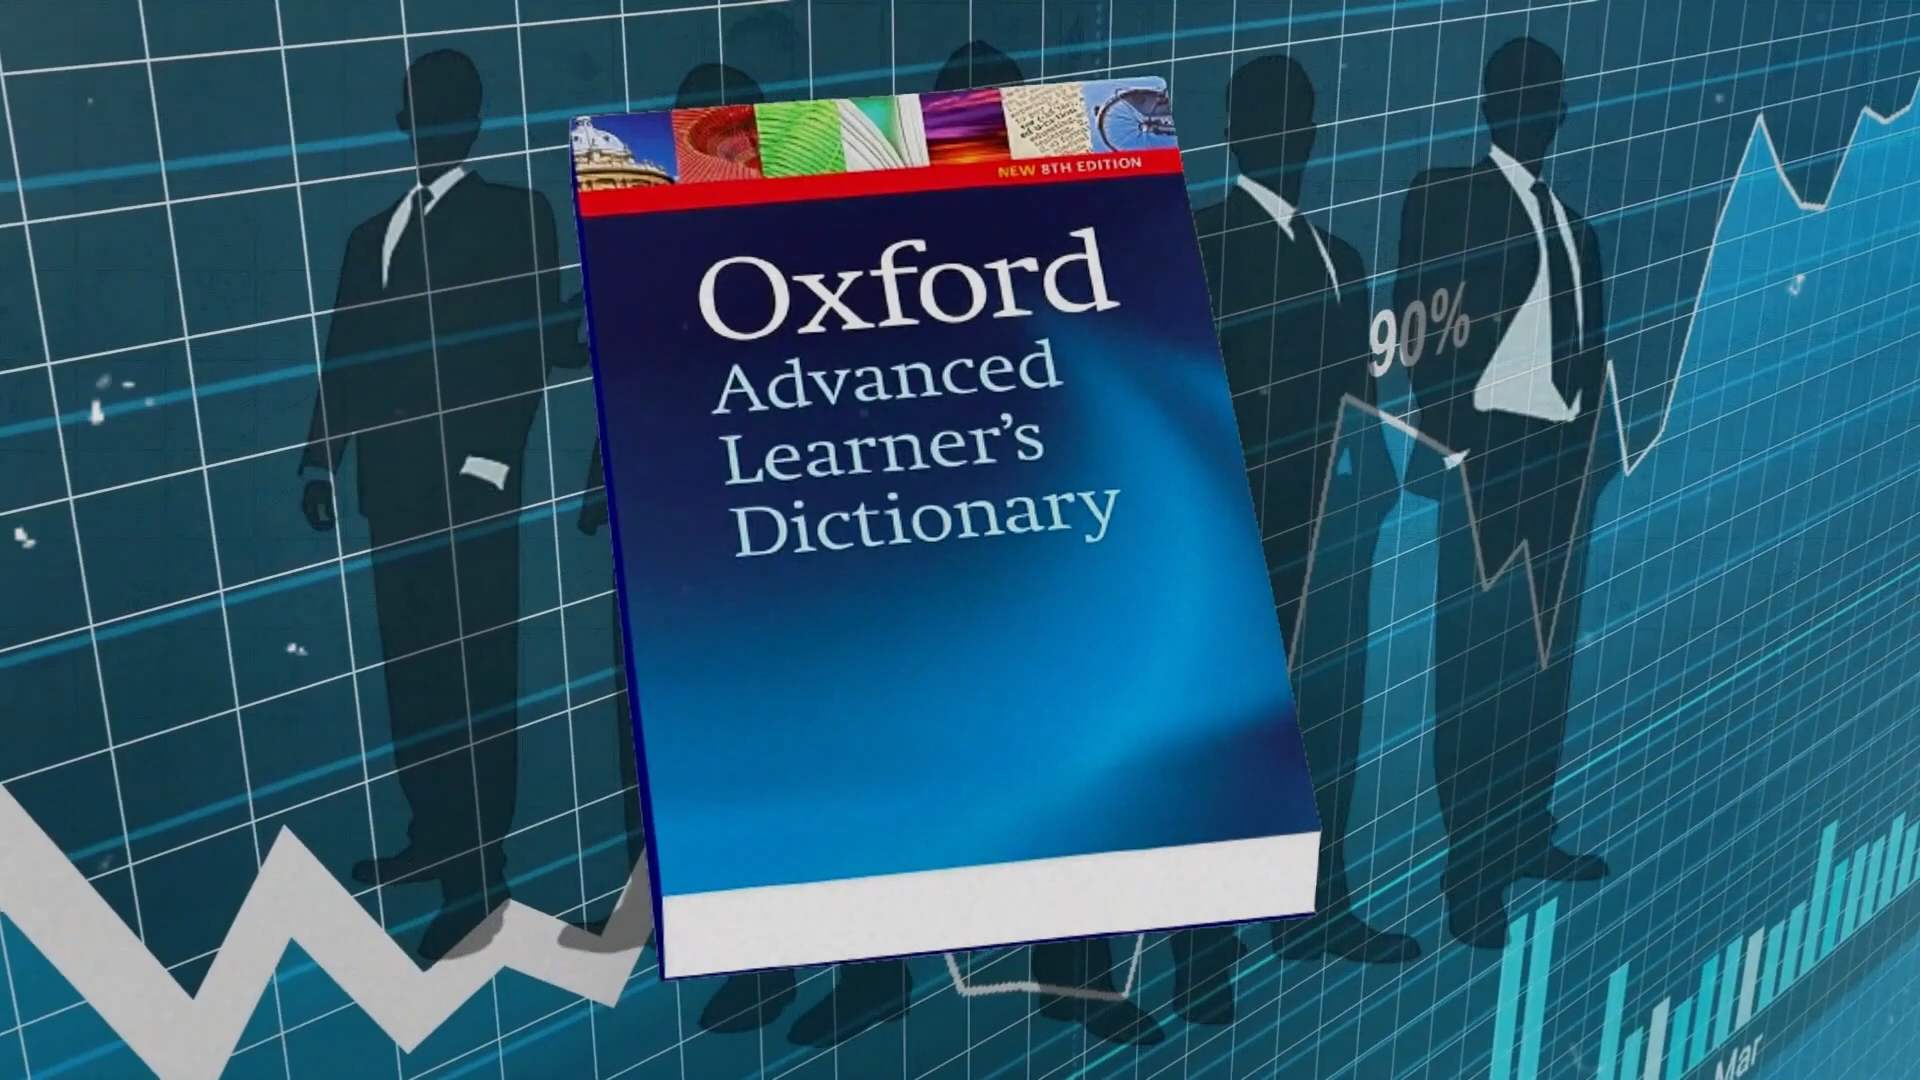 NEW 8TH EDITION
Oxford
Advanced
Learner's
Dictionary
90%
Mar